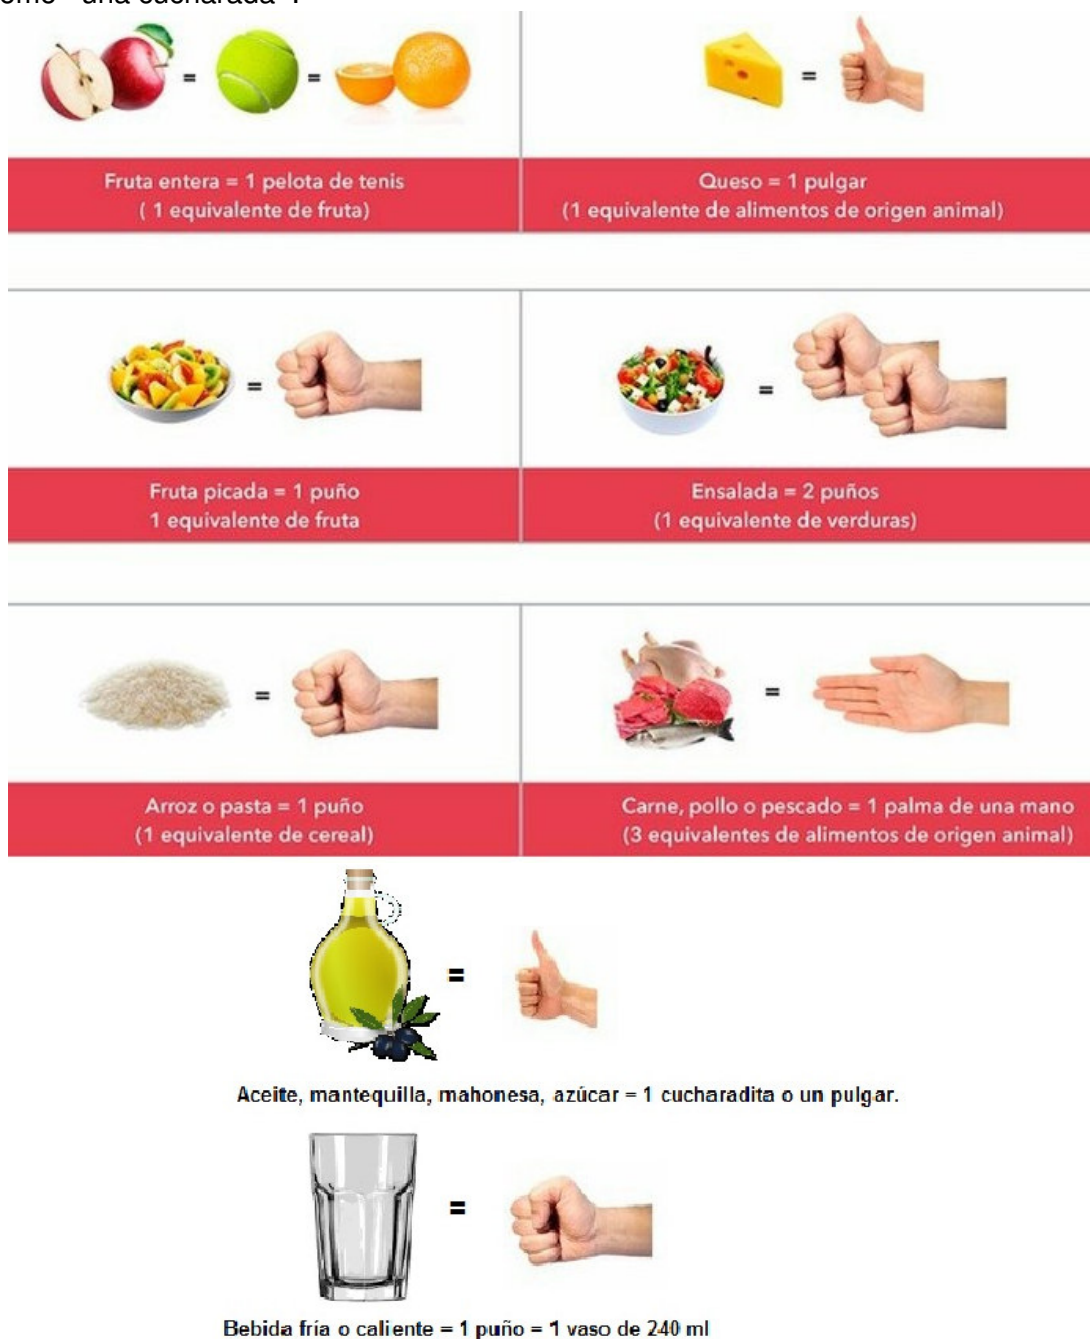 una cucharada
Fruta entera = 1 pelota de tenis
( 1 equivalente de fruta)
Queso = 1 pulgar
(1 equivalente de alimentos de origen animal)
Fruta picada = 1 puño
1 equivalente de fruta
Ensalada = 2 puños
(1 equivalente de verduras)
Arroz o pasta = 1 puño
(1 equivalente de cereal)
Carne, pollo o pescado = 1 palma de una mano
(3 equivalentes de alimentos de origen animal)
Aceite, mantequilla, mahonesa, azúcar = 1 cucharadita o un pulgar.
Bebida fría o caliente = 1 puño = 1 vaso de 240 ml